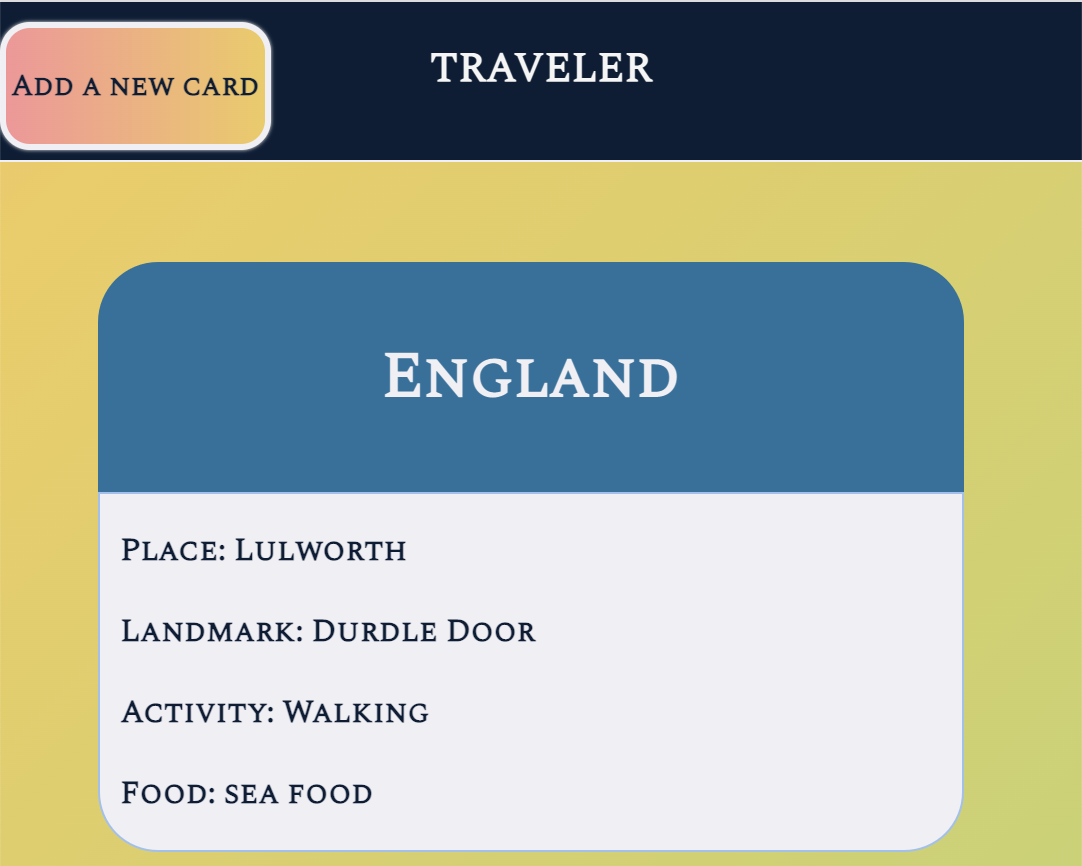 Add a new card
TRAVELER
England
Place: Lulworth
Landmark: Durdle Door
Activity: Walking
Food: sea food